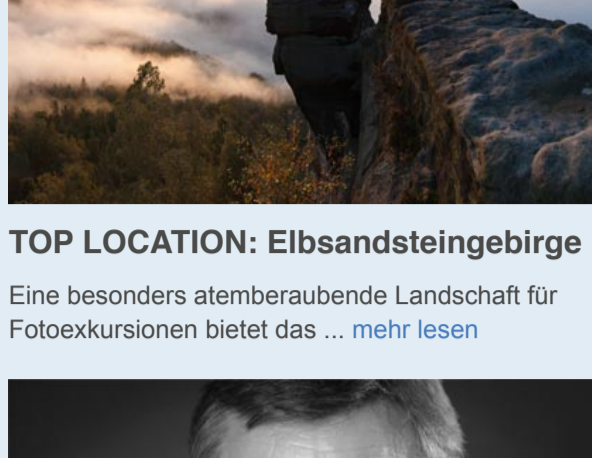 TOP LOCATION: Elbsandsteingebirge
Eine besonders atemberaubende Landschaft für
Fotoexkursionen bietet das ... mehr lesen